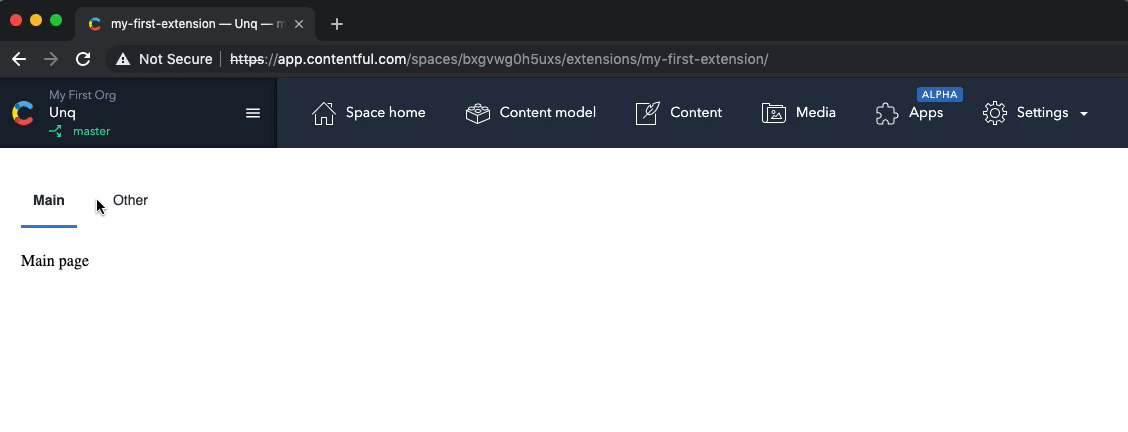 my-first-extension — Unq — m
Not Secure https://app.contentful.com/spaces/bxgvwg0h5uxs/extensions/my-first-extension/
My First Org
Unq
master
Space home Content model Content Media Apps ALPHA Settings
Main Other
Main page